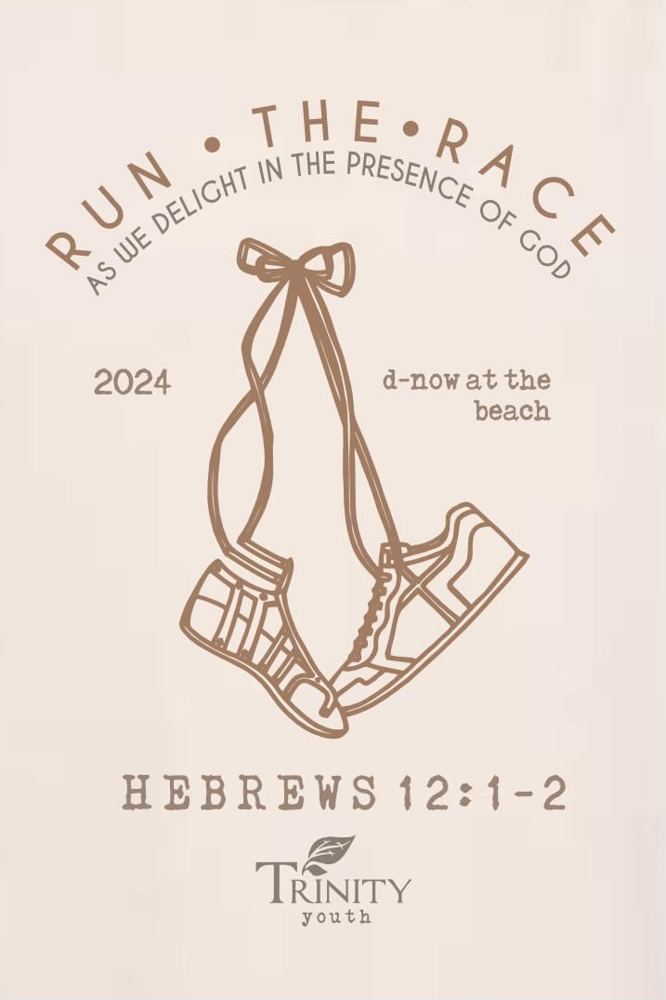 RUN • THE • RACE
AS WE DELIGHT IN THE PRESENCE OF GOD
2024
d-now at the
beach
HEBREWS 12:1-2
TRINITY
youth